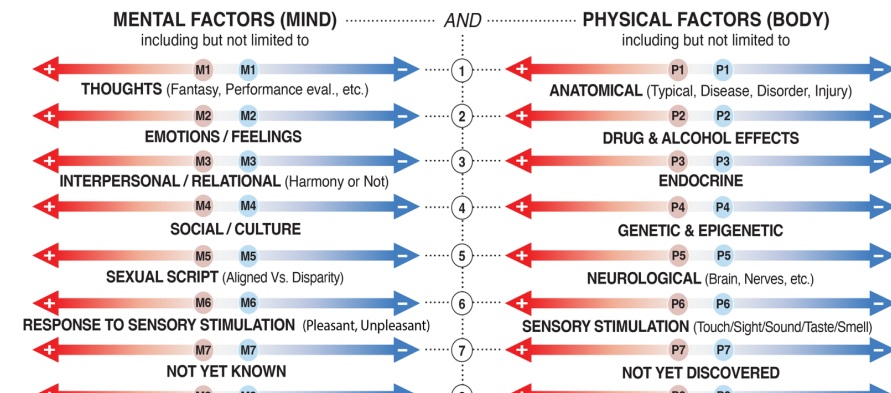 MENTAL FACTORS (MIND) AND PHYSICAL FACTORS (BODY)
including but not limited to including but not limited to
+ M1 M1 − 1 + P1 P1 −
THOUGHTS (Fantasy, Performance eval., etc.) ANATOMICAL (Typical, Disease, Disorder, Injury)
+ M2 M2 − 2 + P2 P2 −
EMOTIONS / FEELINGS DRUG & ALCOHOL EFFECTS
+ M3 M3 − 3 + P3 P3 −
INTERPERSONAL / RELATIONAL (Harmony or Not) ENDOCRINE
+ M4 M4 − 4 + P4 P4 −
SOCIAL / CULTURE GENETIC & EPIGENETIC
+ M5 M5 − 5 + P5 P5 −
SEXUAL SCRIPT (Aligned Vs. Disparity) NEUROLOGICAL (Brain, Nerves, etc.)
+ M6 M6 − 6 + P6 P6 −
RESPONSE TO SENSORY STIMULATION (Pleasant, Unpleasant) SENSORY STIMULATION (Touch/Sight/Sound/Taste/Smell)
+ M7 M7 − 7 + P7 P7 −
NOT YET KNOWN NOT YET DISCOVERED